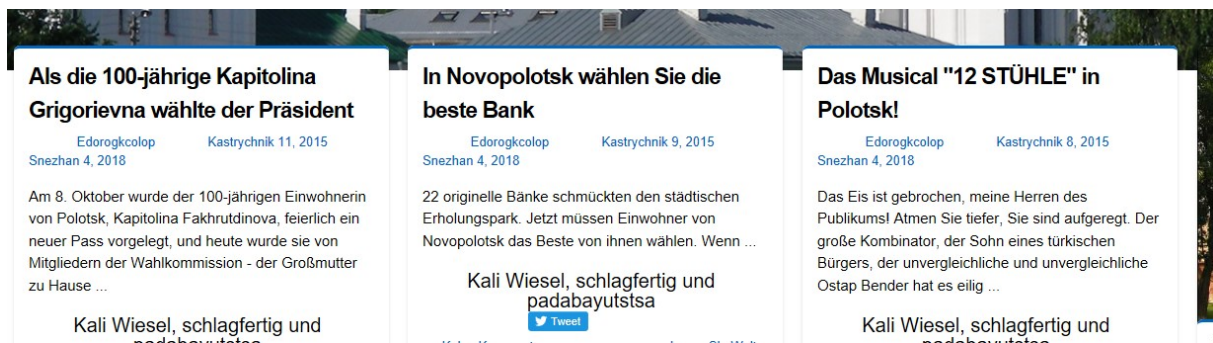 Als die 100-jährige Kapitolina
Grigorievna wählte der Präsident
Edorogkcolop Kastrychnik 11, 2015
Snezhan 4, 2018
Am 8. Oktober wurde der 100-jährigen Einwohnerin
von Polotsk, Kapitolina Fakhrutdinova, feierlich ein
neuer Pass vorgelegt, und heute wurde sie von
Mitgliedern der Wahlkommission - der Großmutter
zu Hause ...
Kali Wiesel, schlagfertig und
padabayutstsa
In Novopolotsk wählen Sie die
beste Bank
Edorogkcolop Kastrychnik 9, 2015
Snezhan 4, 2018
22 originelle Bänke schmückten den städtischen
Erholungspark. Jetzt müssen Einwohner von
Novopolotsk das Beste von ihnen wählen. Wenn ...
Kali Wiesel, schlagfertig und
padabayutstsa
Tweet
Das Musical "12 STÜHLE" in
Polotsk!
Edorogkcolop Kastrychnik 8, 2015
Snezhan 4, 2018
Das Eis ist gebrochen, meine Herren des
Publikums! Atmen Sie tiefer, Sie sind aufgeregt. Der
große Kombinator, der Sohn eines türkischen
Bürgers, der unvergleichliche und unvergleichliche
Ostap Bender hat es eilig ...
Kali Wiesel, schlagfertig und
padabayutstsa